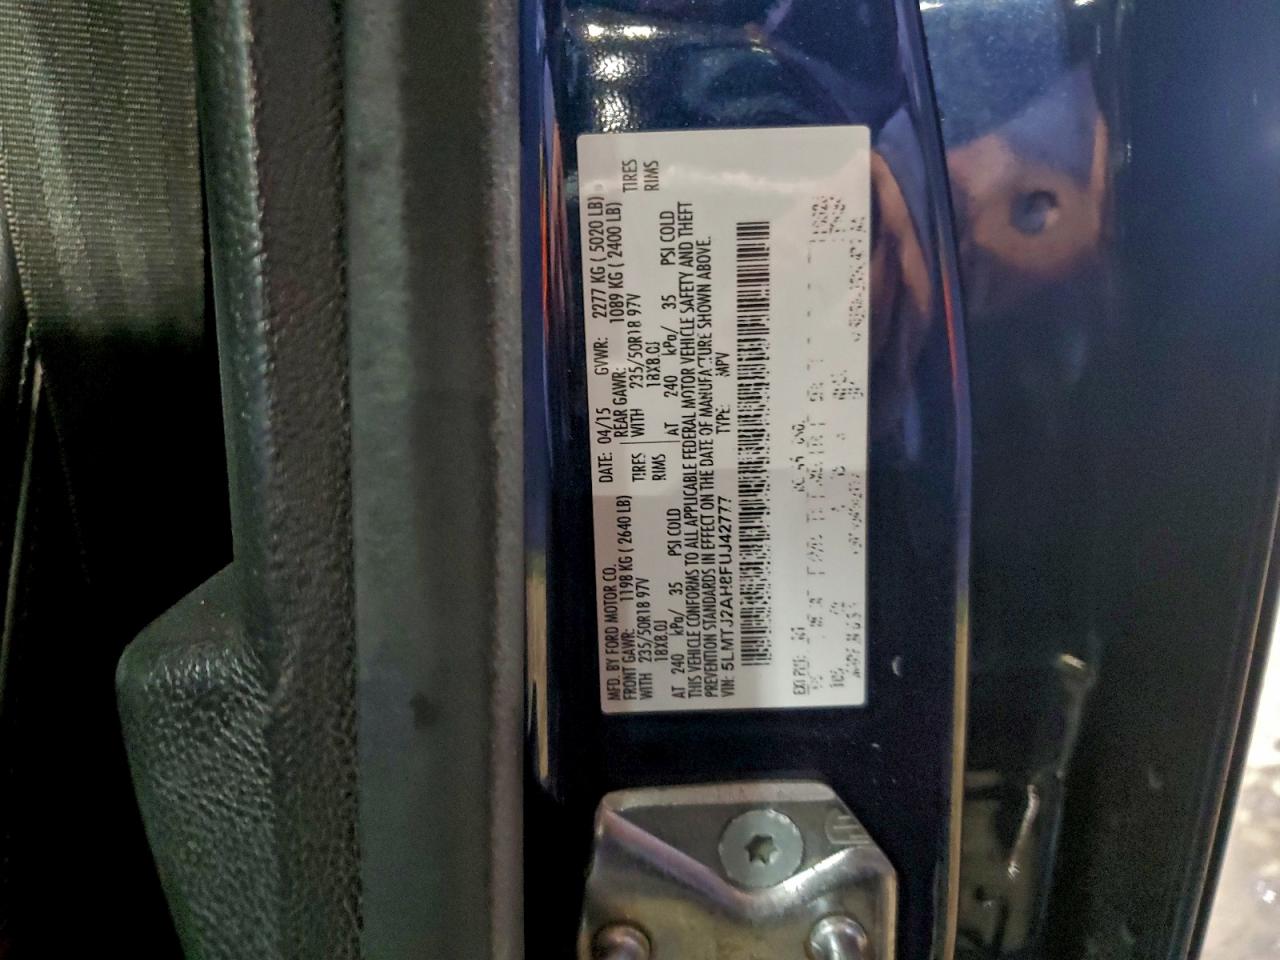 MFD. BY FORD MOTOR CO. DATE: 04/15 GVWR: 2277 KG ( 5020 LB)
FRONT GAWR: 1198 KG ( 2640 LB) REAR GAWR: 1089 KG ( 2400 LB)
WITH 235/50R18 97V TIRES WITH 235/50R18 97V TIRES
18X8.0J RIMS 18X8.0J RIMS
AT 240 kPa/ 35 PSI COLD AT 240 kPa/ 35 PSI COLD
THIS VEHICLE CONFORMS TO ALL APPLICABLE FEDERAL MOTOR VEHICLE SAFETY AND THEFT
PREVENTION STANDARDS IN EFFECT ON THE DATE OF MANUFACTURE SHOWN ABOVE.
VIN: 5LMTJ2AH8FUJ42777 TYPE: MPV